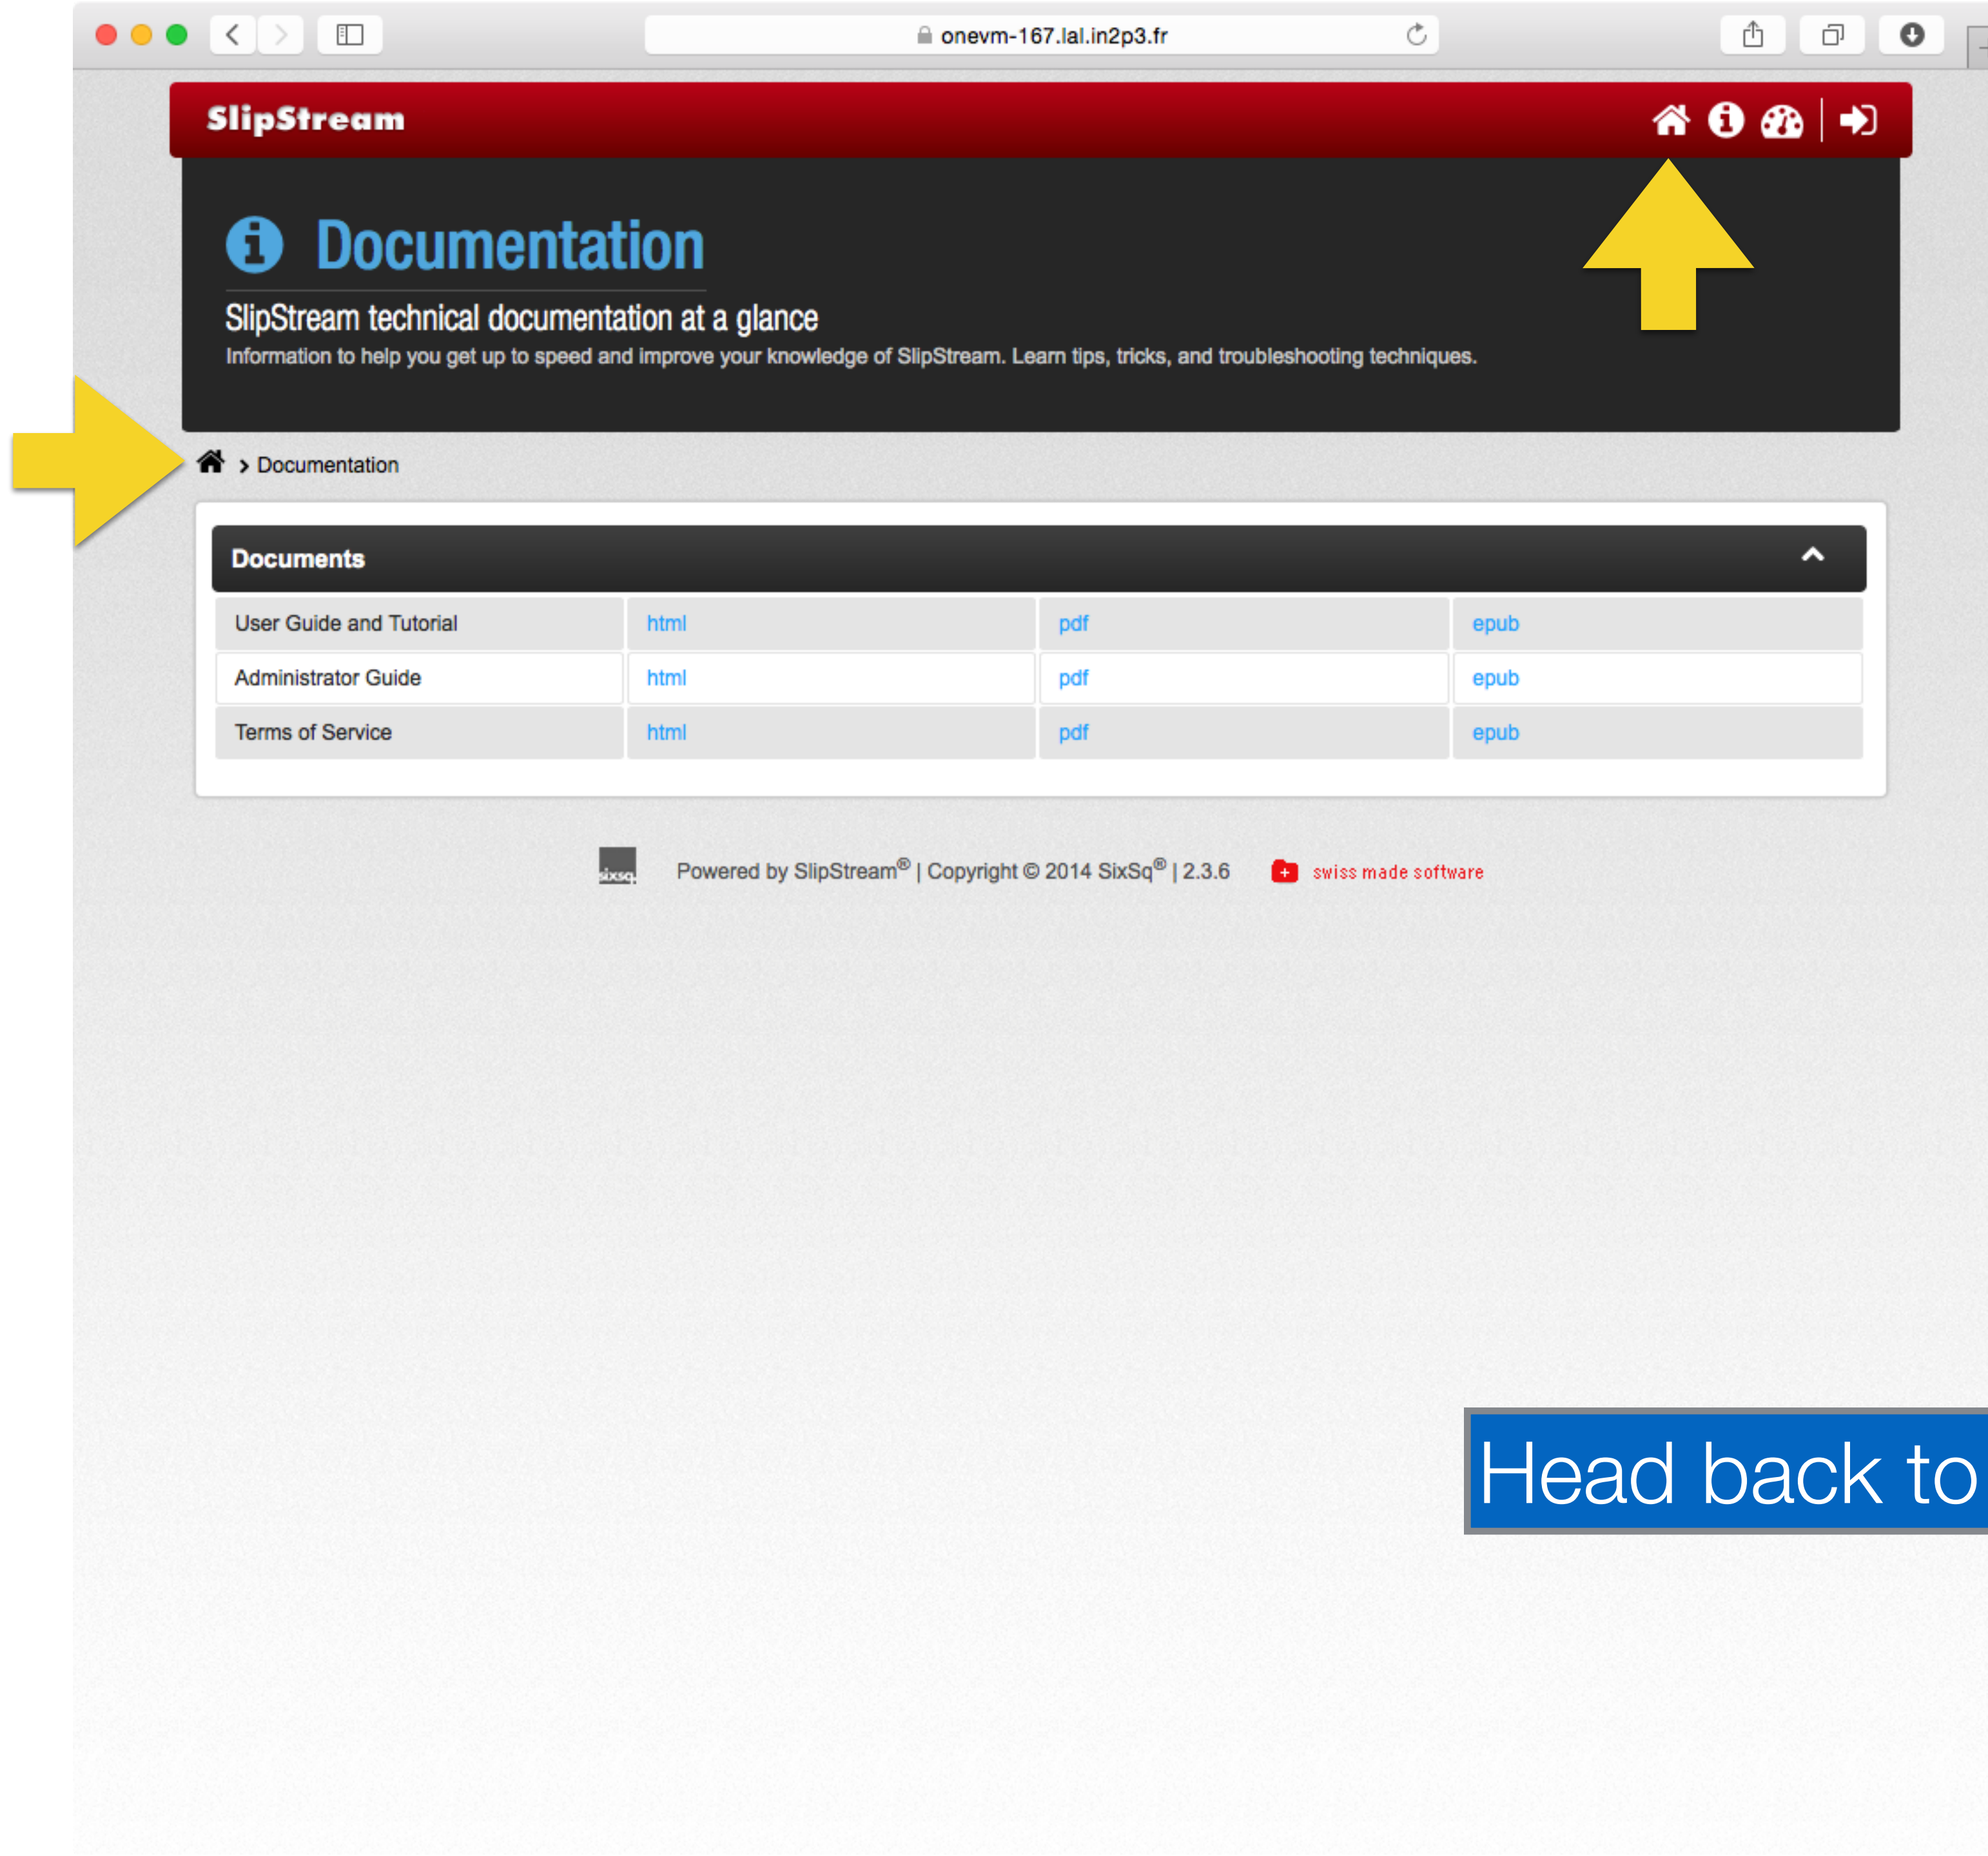 onevm-167.lal.in2p3.fr
SlipStream
Documentation
SlipStream technical documentation at a glance
Information to help you get up to speed and improve your knowledge of SlipStream. Learn tips, tricks, and troubleshooting techniques.
> Documentation
Documents
User Guide and Tutorial html pdf epub
Administrator Guide html pdf epub
Terms of Service html pdf epub
sixsq. Powered by SlipStream® | Copyright © 2014 SixSq® | 2.3.6 swiss made software
Head back to